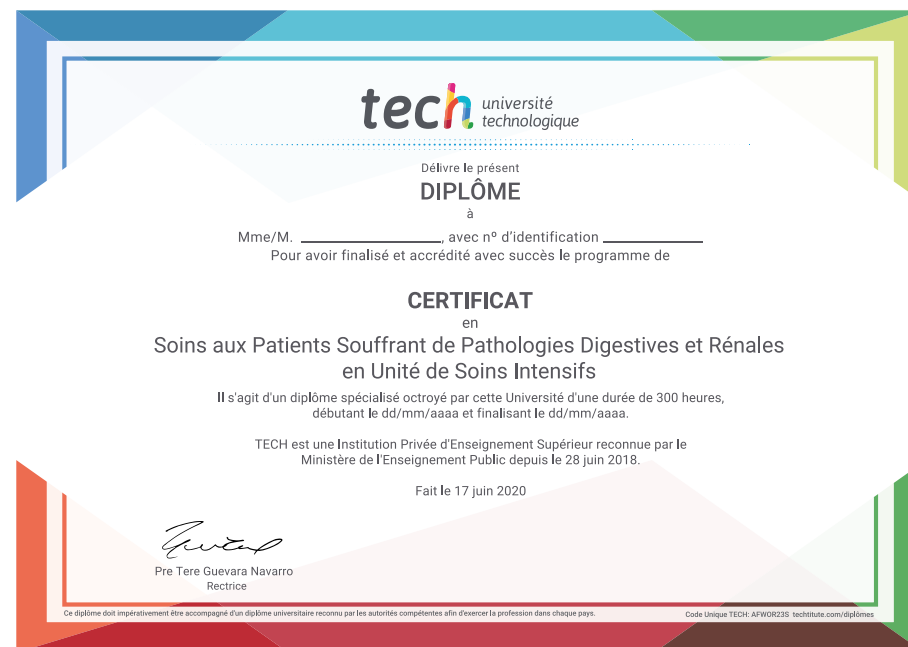 tech université
technologique
Délivre le présent
DIPLÔME
à
Mme/M. ____________________, avec nº d'identification ______________
Pour avoir finalisé et accrédité avec succès le programme de
CERTIFICAT
en
Soins aux Patients Souffrant de Pathologies Digestives et Rénales
en Unité de Soins Intensifs
Il s'agit d'un diplôme spécialisé octroyé par cette Université d'une durée de 300 heures,
débutant le dd/mm/aaaa et finalisant le dd/mm/aaaa.
TECH est une Institution Privée d'Enseignement Supérieur reconnue par le
Ministère de l'Enseignement Public depuis le 28 juin 2018.
Fait le 17 juin 2020
Pre Tere Guevara Navarro
Rectrice
Ce diplôme doit impérativement être accompagné d'un diplôme universitaire reconnu par les autorités compétentes afin d'exercer la profession dans chaque pays.
Code Unique TECH: AFWOR23S techtitute.com/diplômes